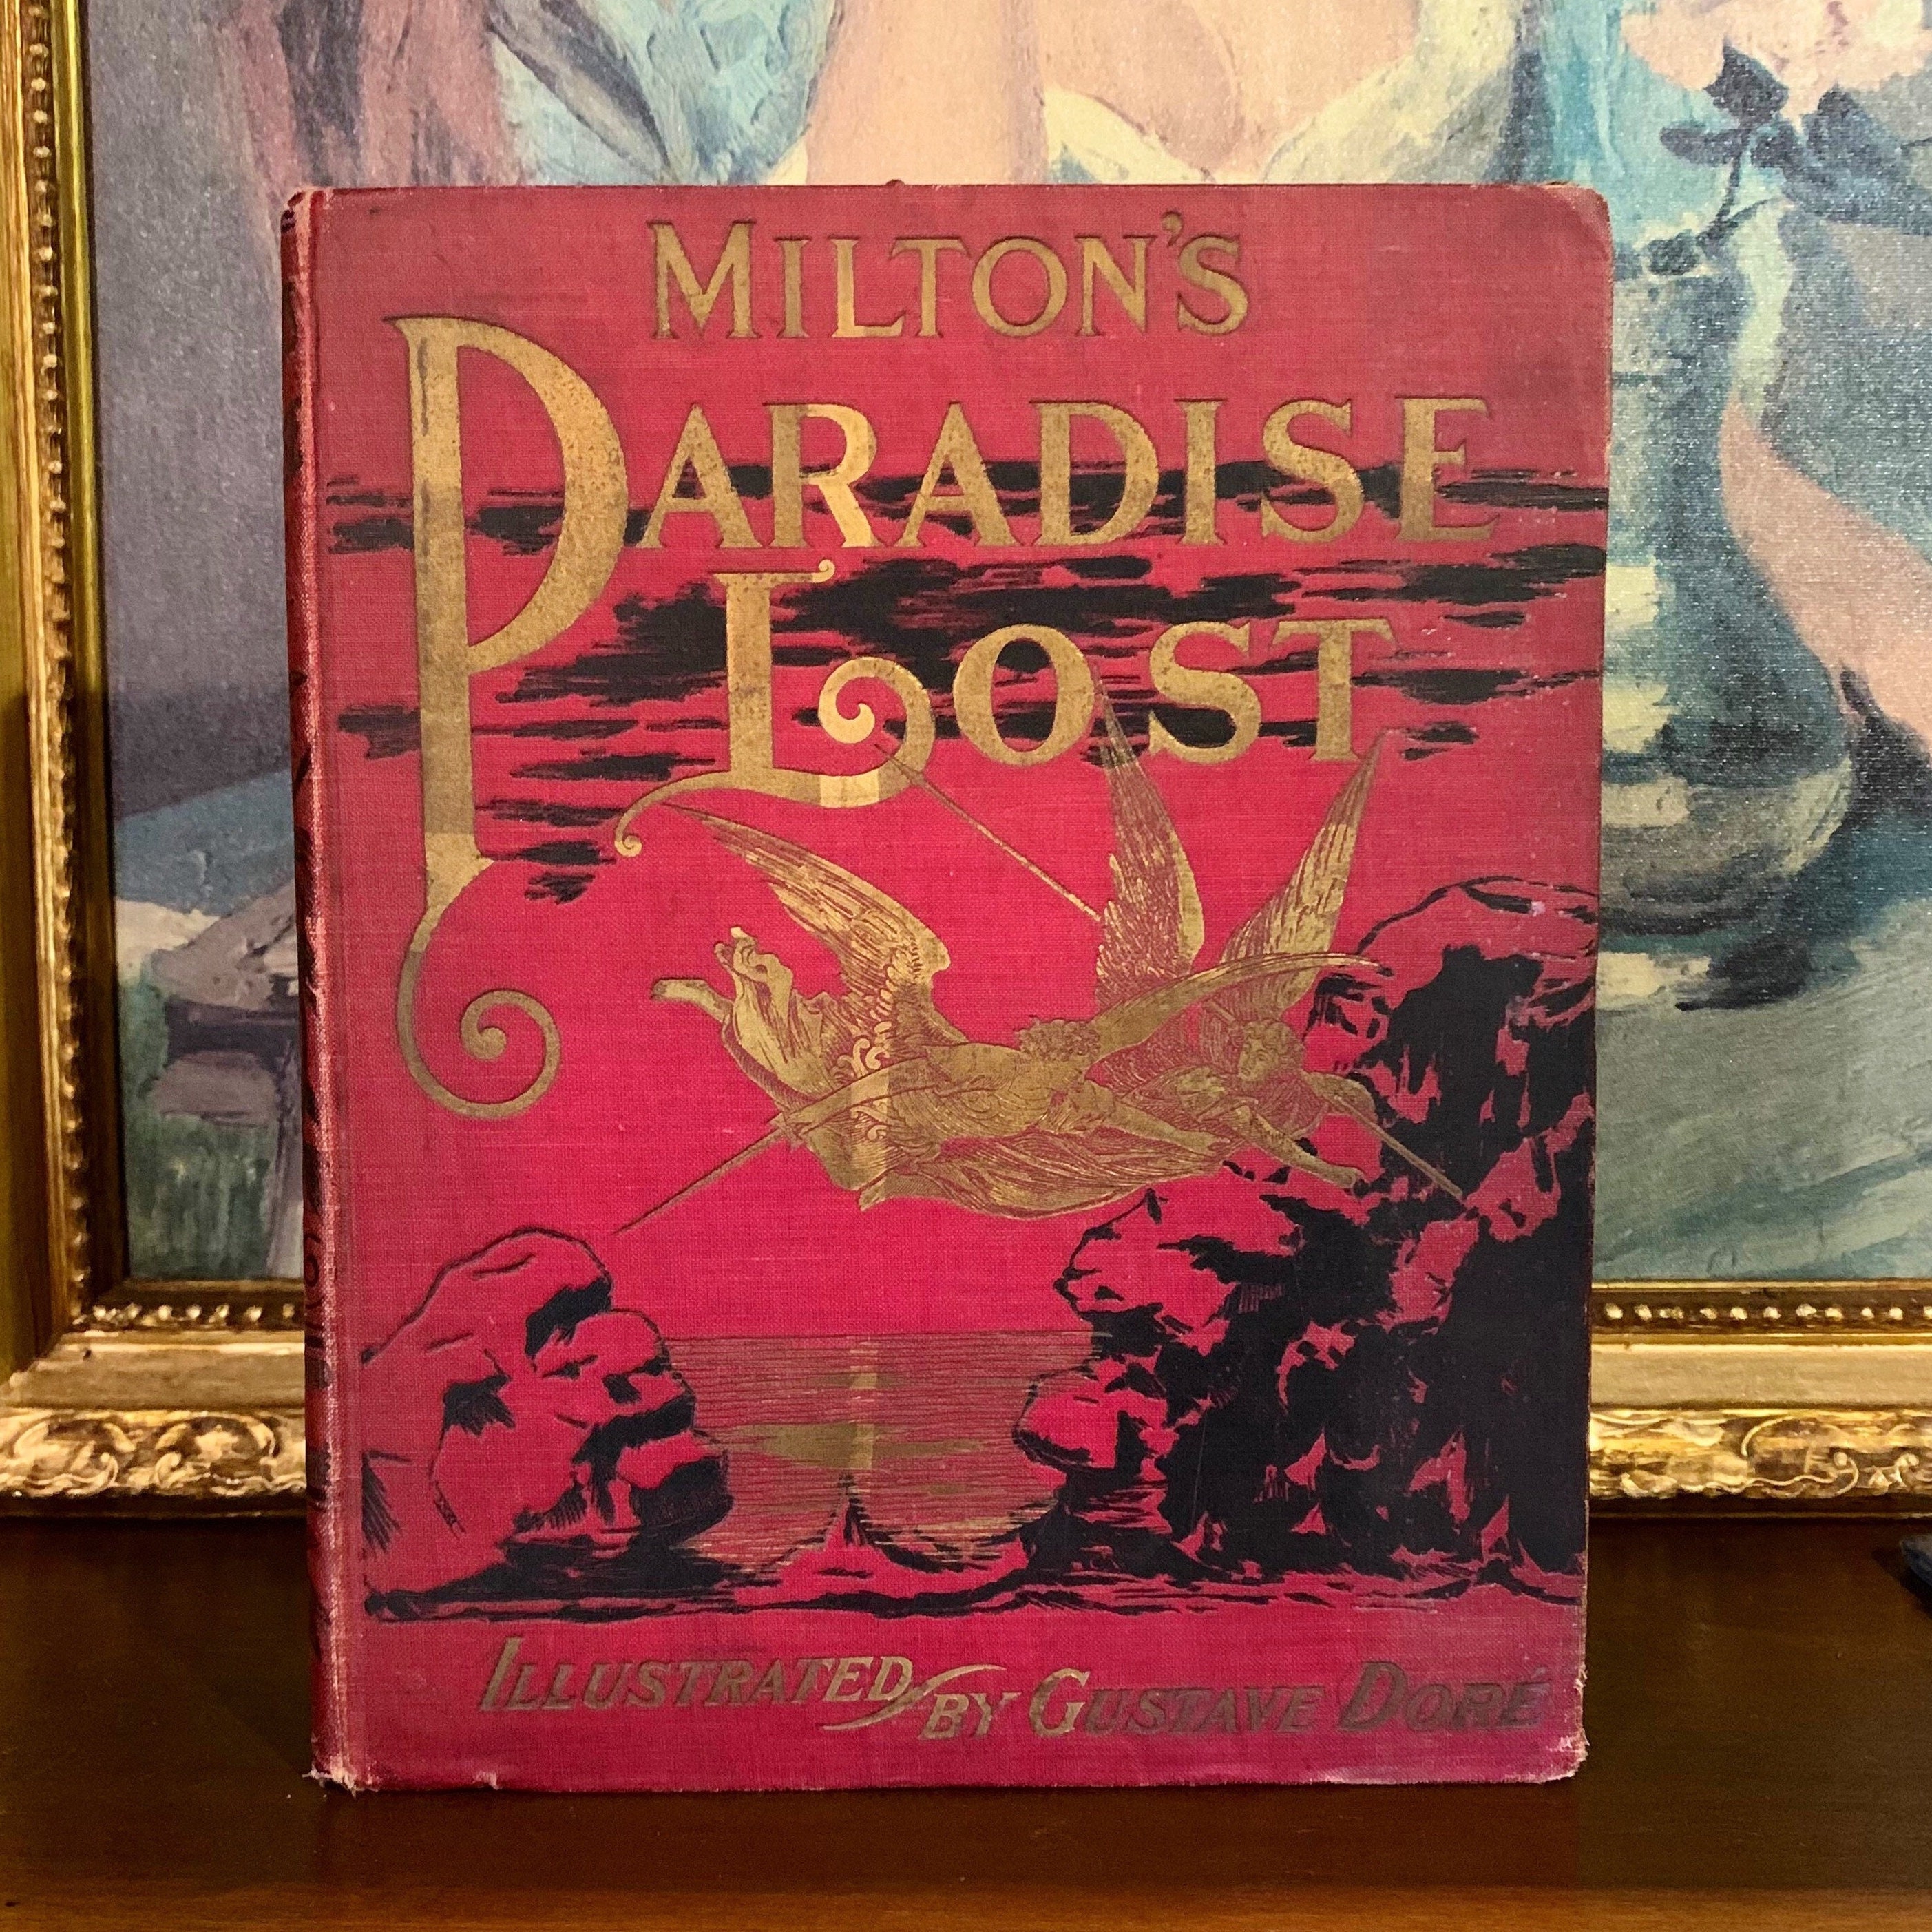 MILTON'S
PARADISE
LOST
ILLUSTRATED BY GUSTAVE DORÉ